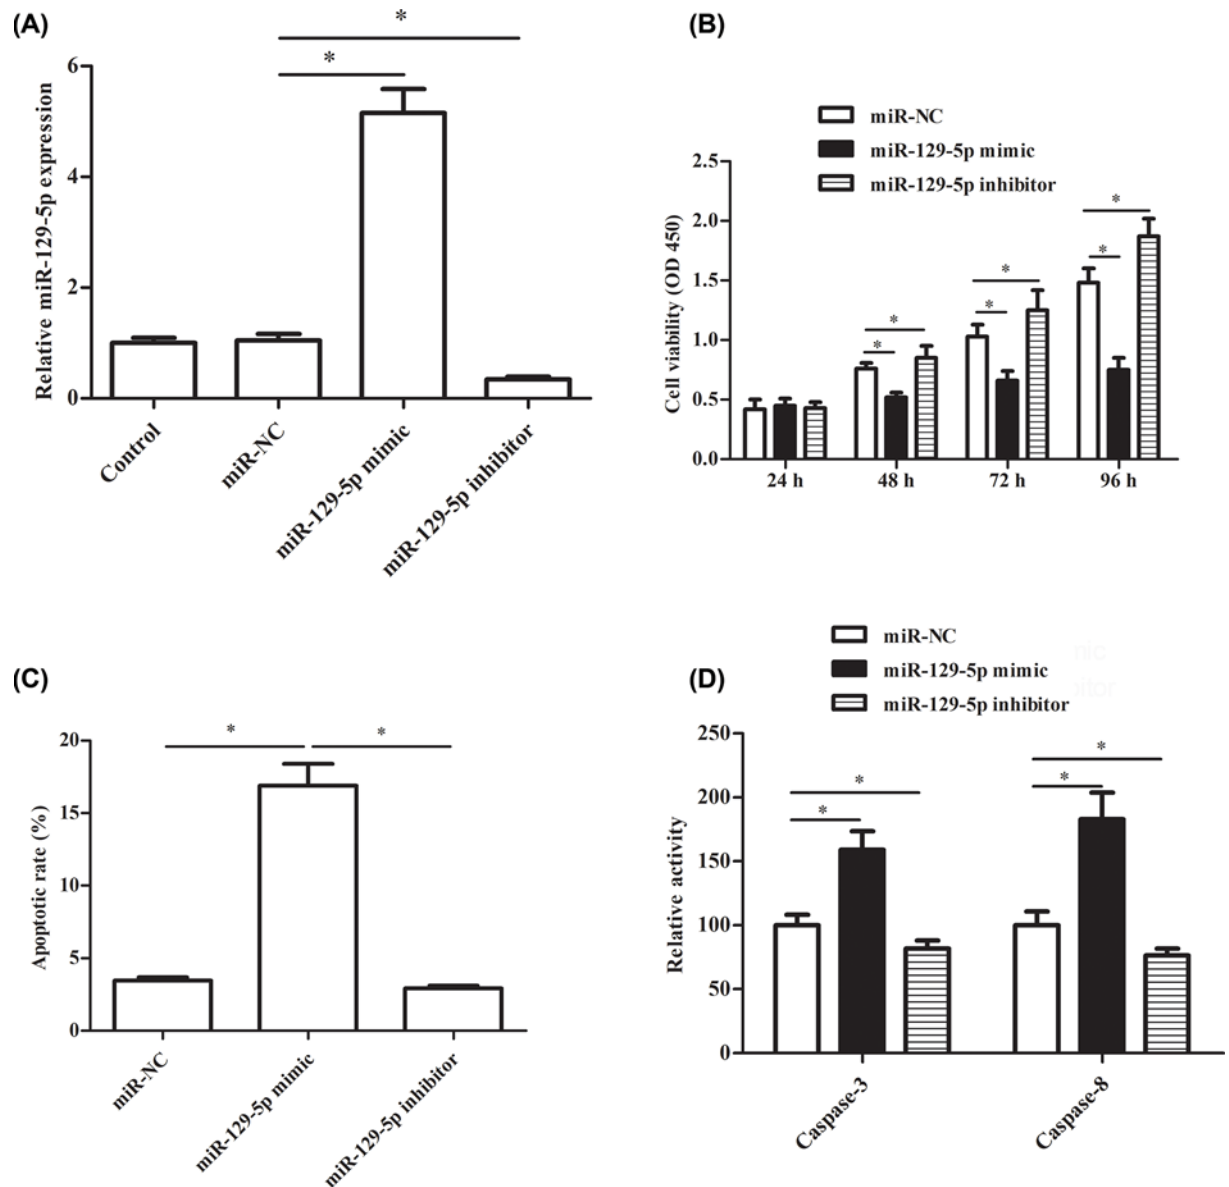 (A)
*
*
6
4
2
0
Relative miR-129-5p expression
Control
miR-NC
miR-129-5p mimic
miR-129-5p inhibitor
(B)
miR-NC
miR-129-5p mimic
miR-129-5p inhibitor
2.5
2.0
1.5
1.0
0.5
0.0
Cell viability (OD 450)
*
*
*
*
*
*
24 h
48 h
72 h
96 h
(C)
20
15
10
5
0
Apoptotic rate (%)
*
*
miR-NC
miR-129-5p mimic
miR-129-5p inhibitor
(D)
miR-NC
miR-129-5p mimic
miR-129-5p inhibitor
250
200
150
100
50
0
Relative activity
*
*
*
*
Caspase-3
Caspase-8